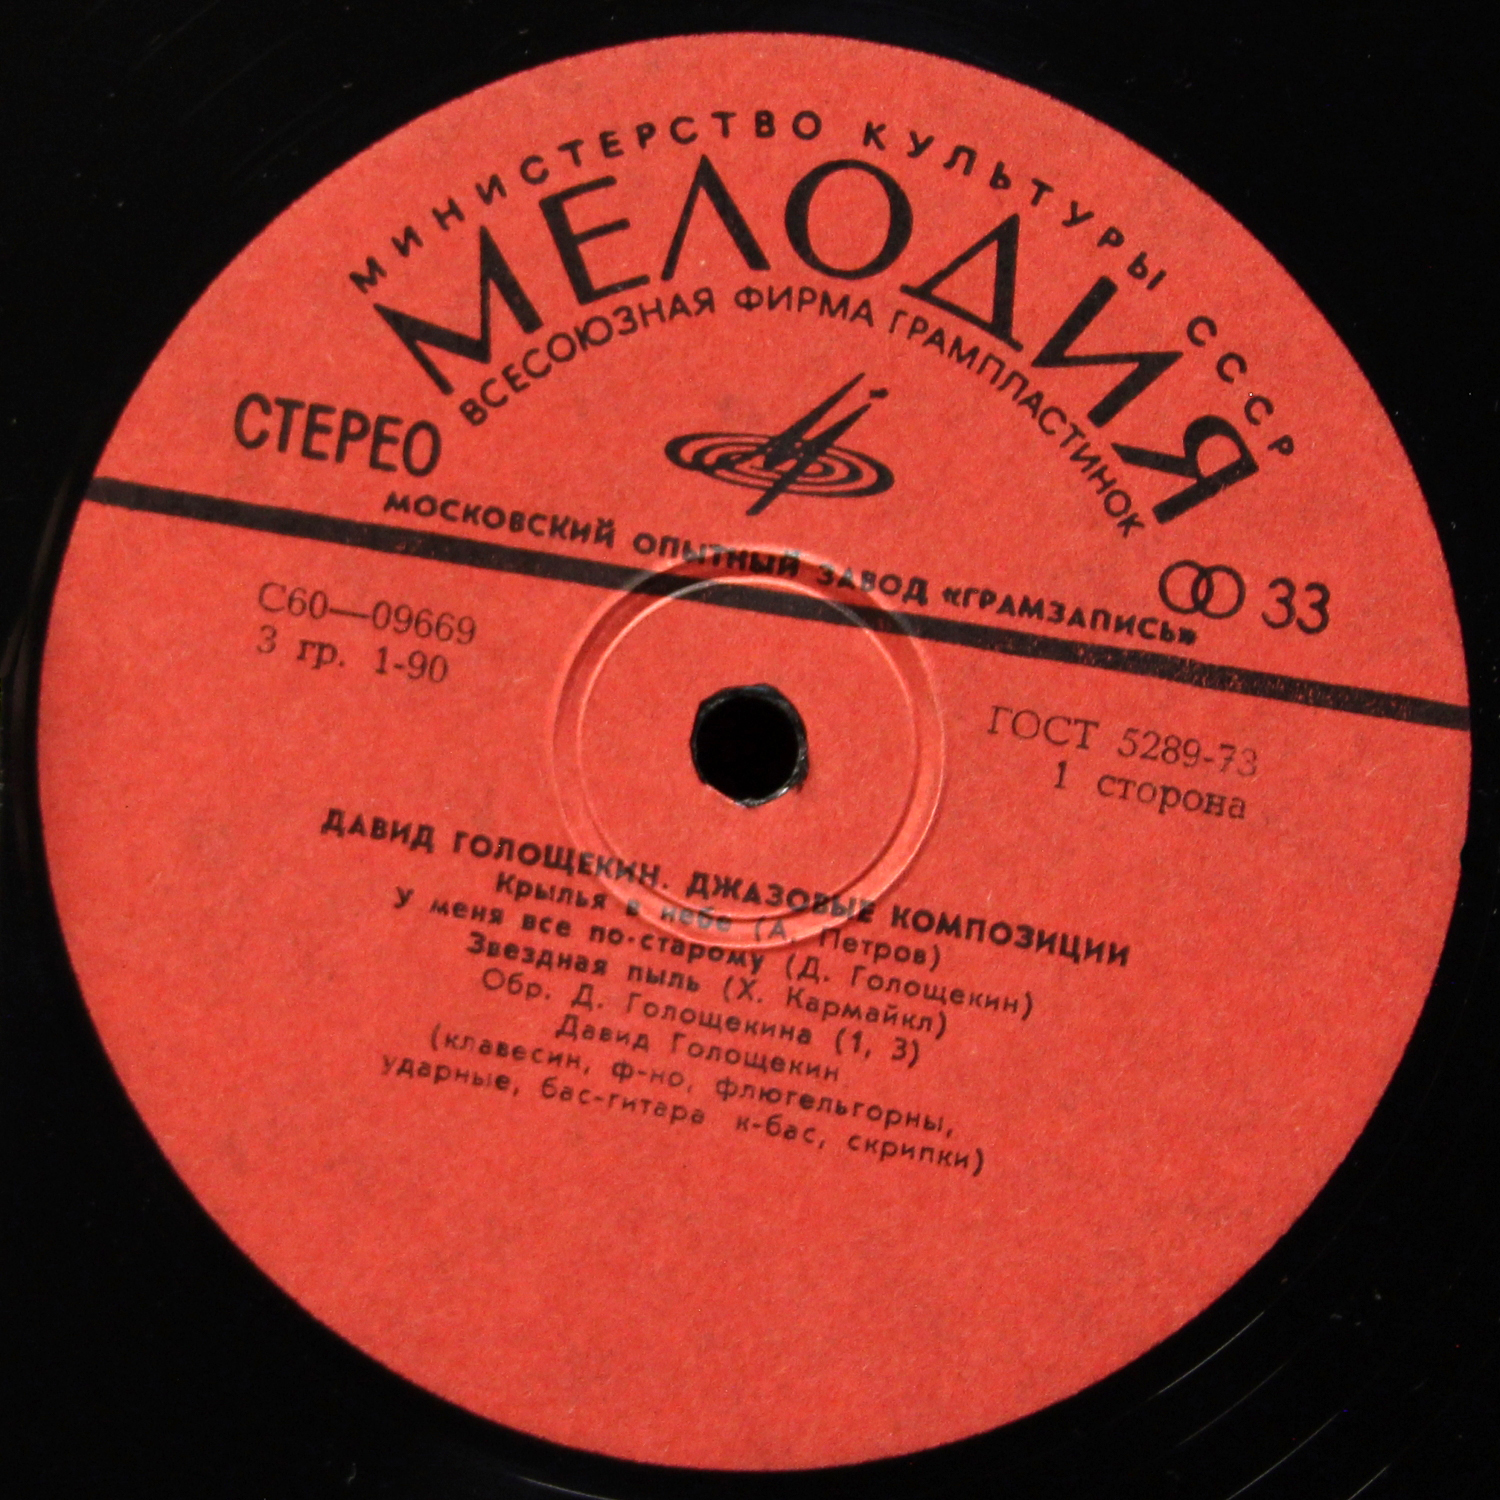 МИНИСТЕРСТВО КУЛЬТУРЫ СССР
МЕЛОДИЯ
ВСЕСОЮЗНАЯ ФИРМА ГРАМПЛАСТИНОК
СТЕРЕО
33
МОСКОВСКИЙ ОПЫТНЫЙ ЗАВОД «ГРАМЗАПИСЬ»
С60—09669
3 гр. 1-90
ГОСТ 5289-73
1 сторона
ДАВИД ГОЛОЩЕКИН. ДЖАЗОВЫЕ КОМПОЗИЦИИ
Крылья в небе (А. Петров)
У меня все по-старому (Д. Голощекин)
Звездная пыль (Х. Кармайкл)
Обр. Д. Голощекина (1, 3)
Давид Голощекин
(клавесин, ф-но, флюгельгорны,
ударные, бас-гитара к-бас, скрипки)